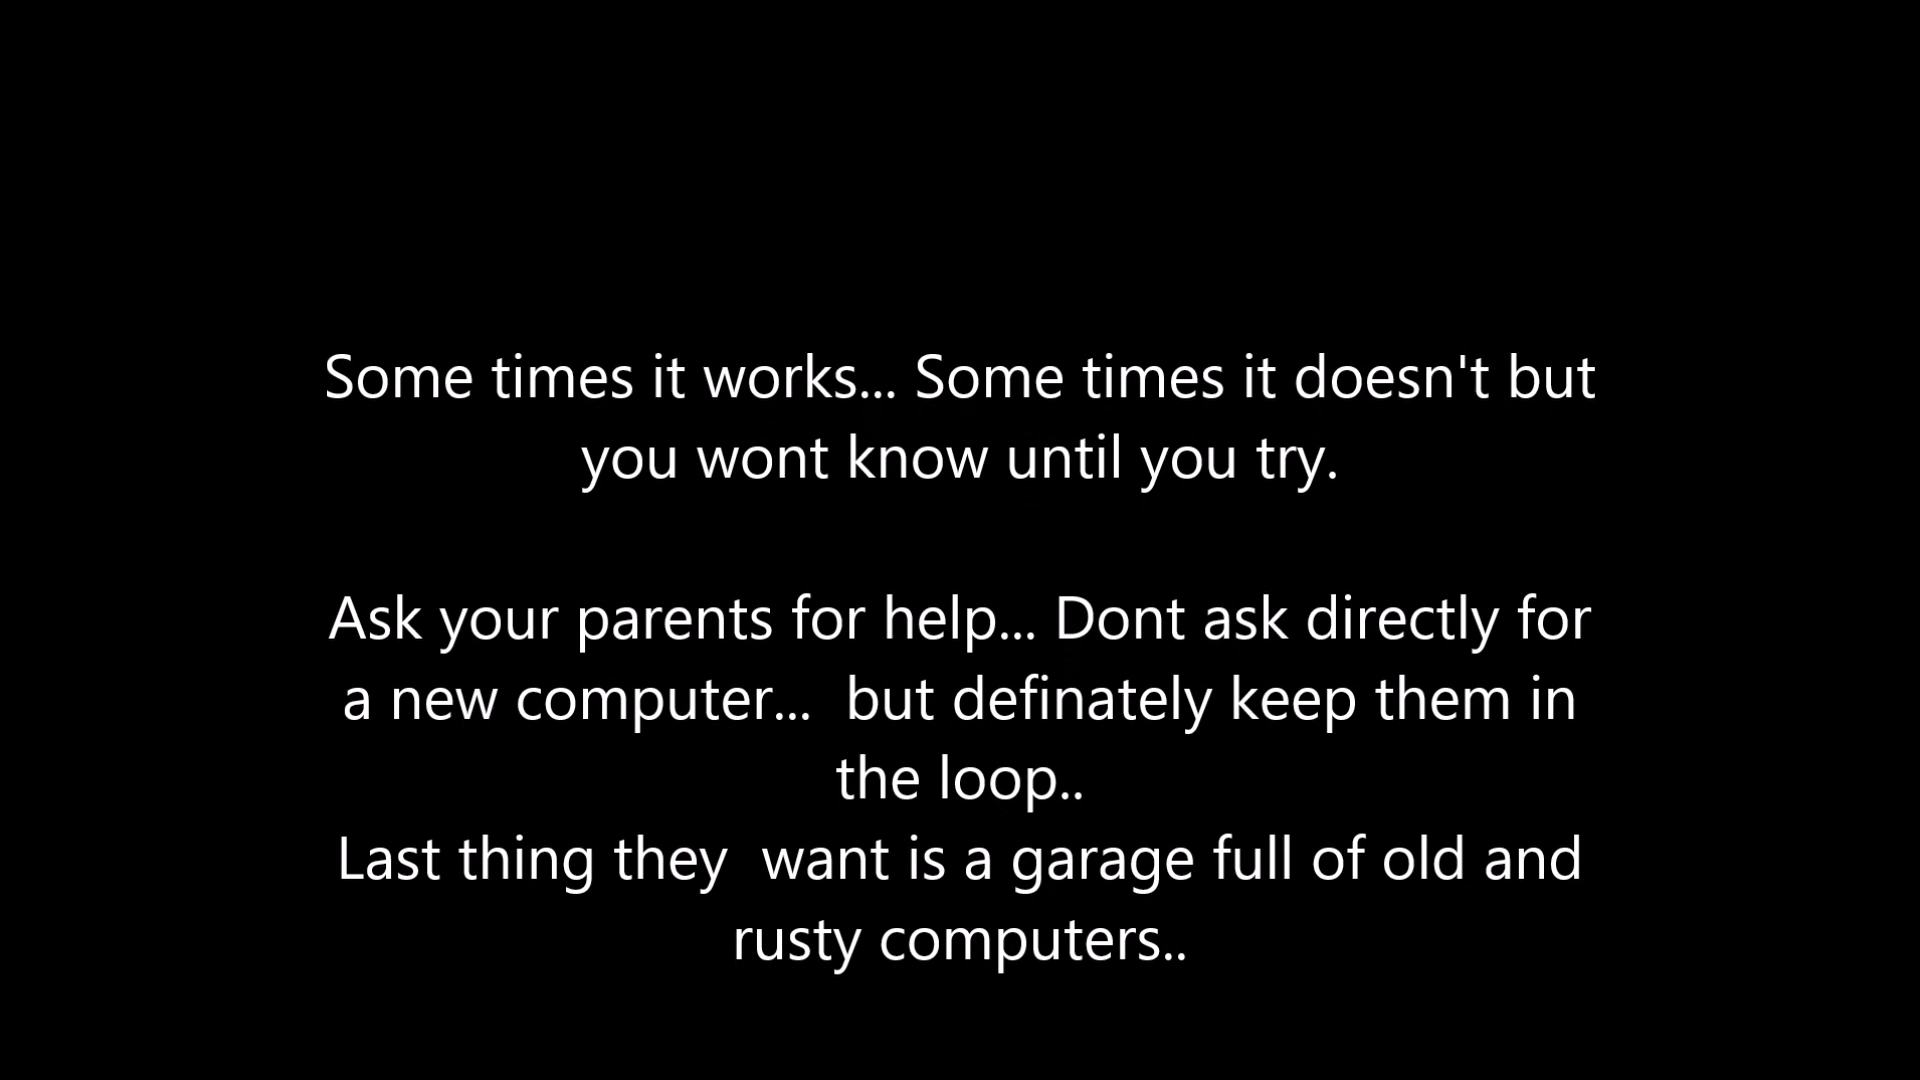 Some times it works... Some times it doesn't but
you wont know until you try.
Ask your parents for help... Dont ask directly for
a new computer...  but definately keep them in
the loop..
Last thing they  want is a garage full of old and
rusty computers..